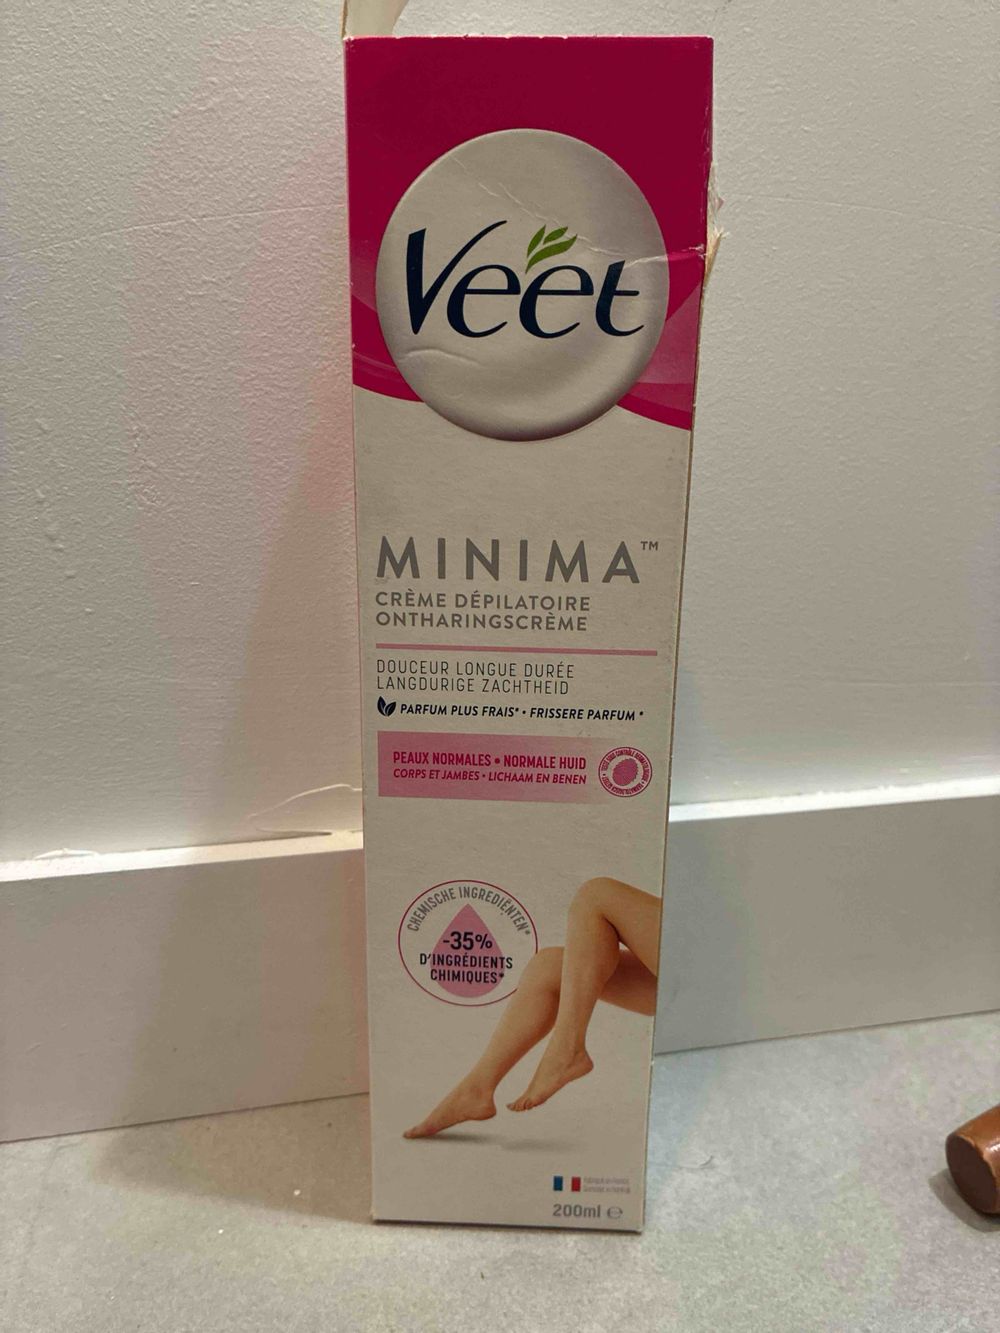 Veet
MINIMA™
CRÈME DÉPILATOIRE
ONTHARINGSCRÈME
DOUCEUR LONGUE DURÉE
LANGDURIGE ZACHTHEID
PARFUM PLUS FRAIS* • FRISSERE PARFUM*
PEAUX NORMALES • NORMALE HUID
CORPS ET JAMBES • LICHAAM EN BENEN
CHEMISCHE INGREDIËNTEN*
-35%
D'INGRÉDIENTS
CHIMIQUES*
200ml ℮